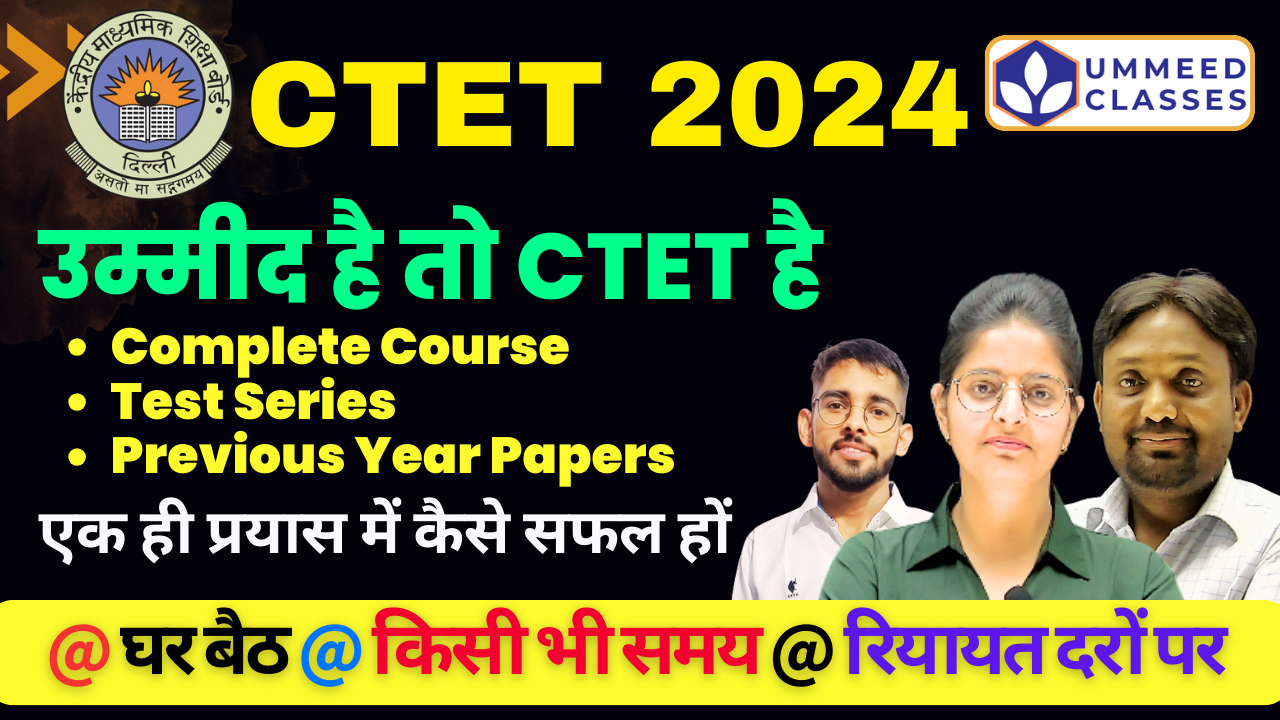 केंद्रीय माध्यमिक शिक्षा बोर्ड
दिल्ली
असतो मा सद्गमय
CTET 2024
UMMEED
CLASSES
उम्मीद है तो CTET है
• Complete Course
• Test Series
• Previous Year Papers
एक ही प्रयास में कैसे सफल हों
@ घर बैठ @ किसी भी समय @ रियायत दरों पर